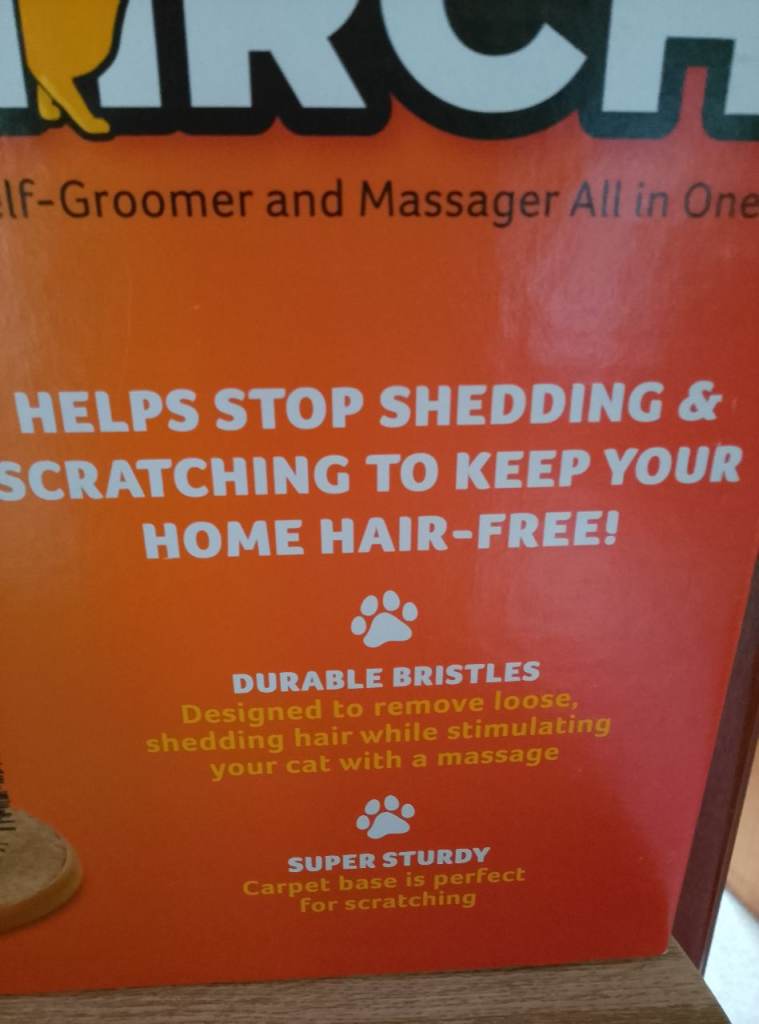 RCH
elf-Groomer and Massager All in One
HELPS STOP SHEDDING &
SCRATCHING TO KEEP YOUR
HOME HAIR-FREE!
DURABLE BRISTLES
Designed to remove loose,
shedding hair while stimulating
your cat with a massage
SUPER STURDY
Carpet base is perfect
for scratching